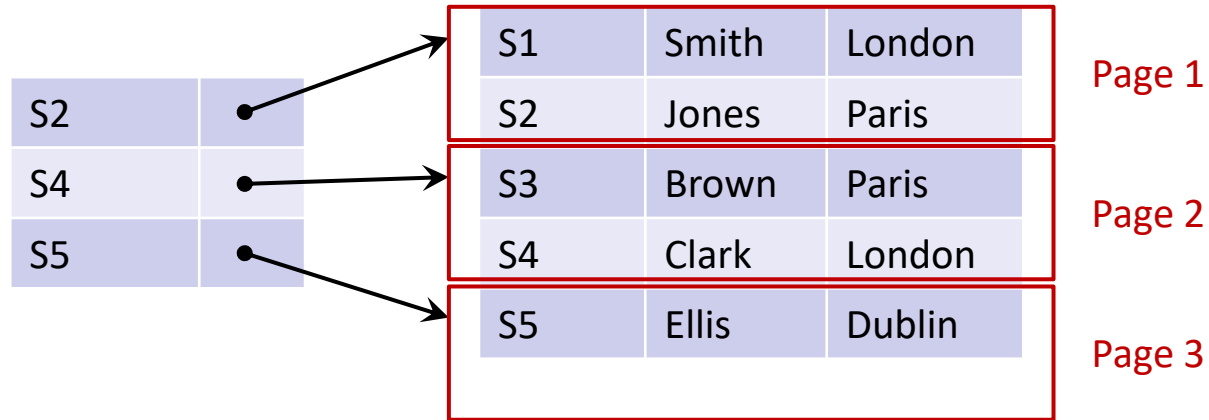 S2
S4
S5
S1 Smith London
S2 Jones Paris
S3 Brown Paris
S4 Clark London
S5 Ellis Dublin
Page 1
Page 2
Page 3